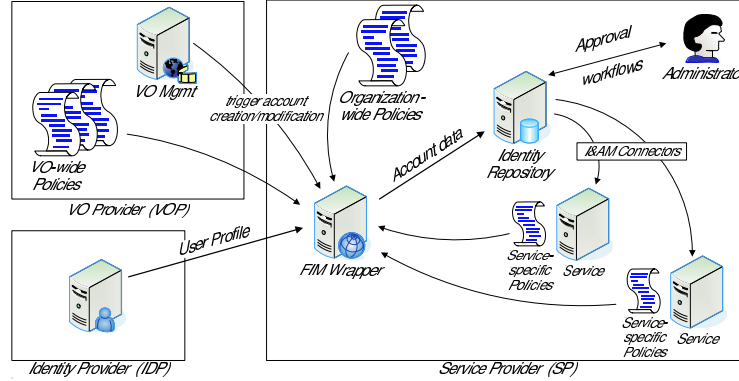 VO Mgmt
VO-wide
Policies
VO Provider (VOP)
trigger account
creation/modification
Organization-
wide Policies
Approval
workflows
Administrato
Identity
Repository
I&AM Connectors
Account data
User Profile
FIM Wrapper
Service-
specific
Policies
Service
Service-
specific
Policies
Service
Identity Provider (IDP)
Service Provider (SP)